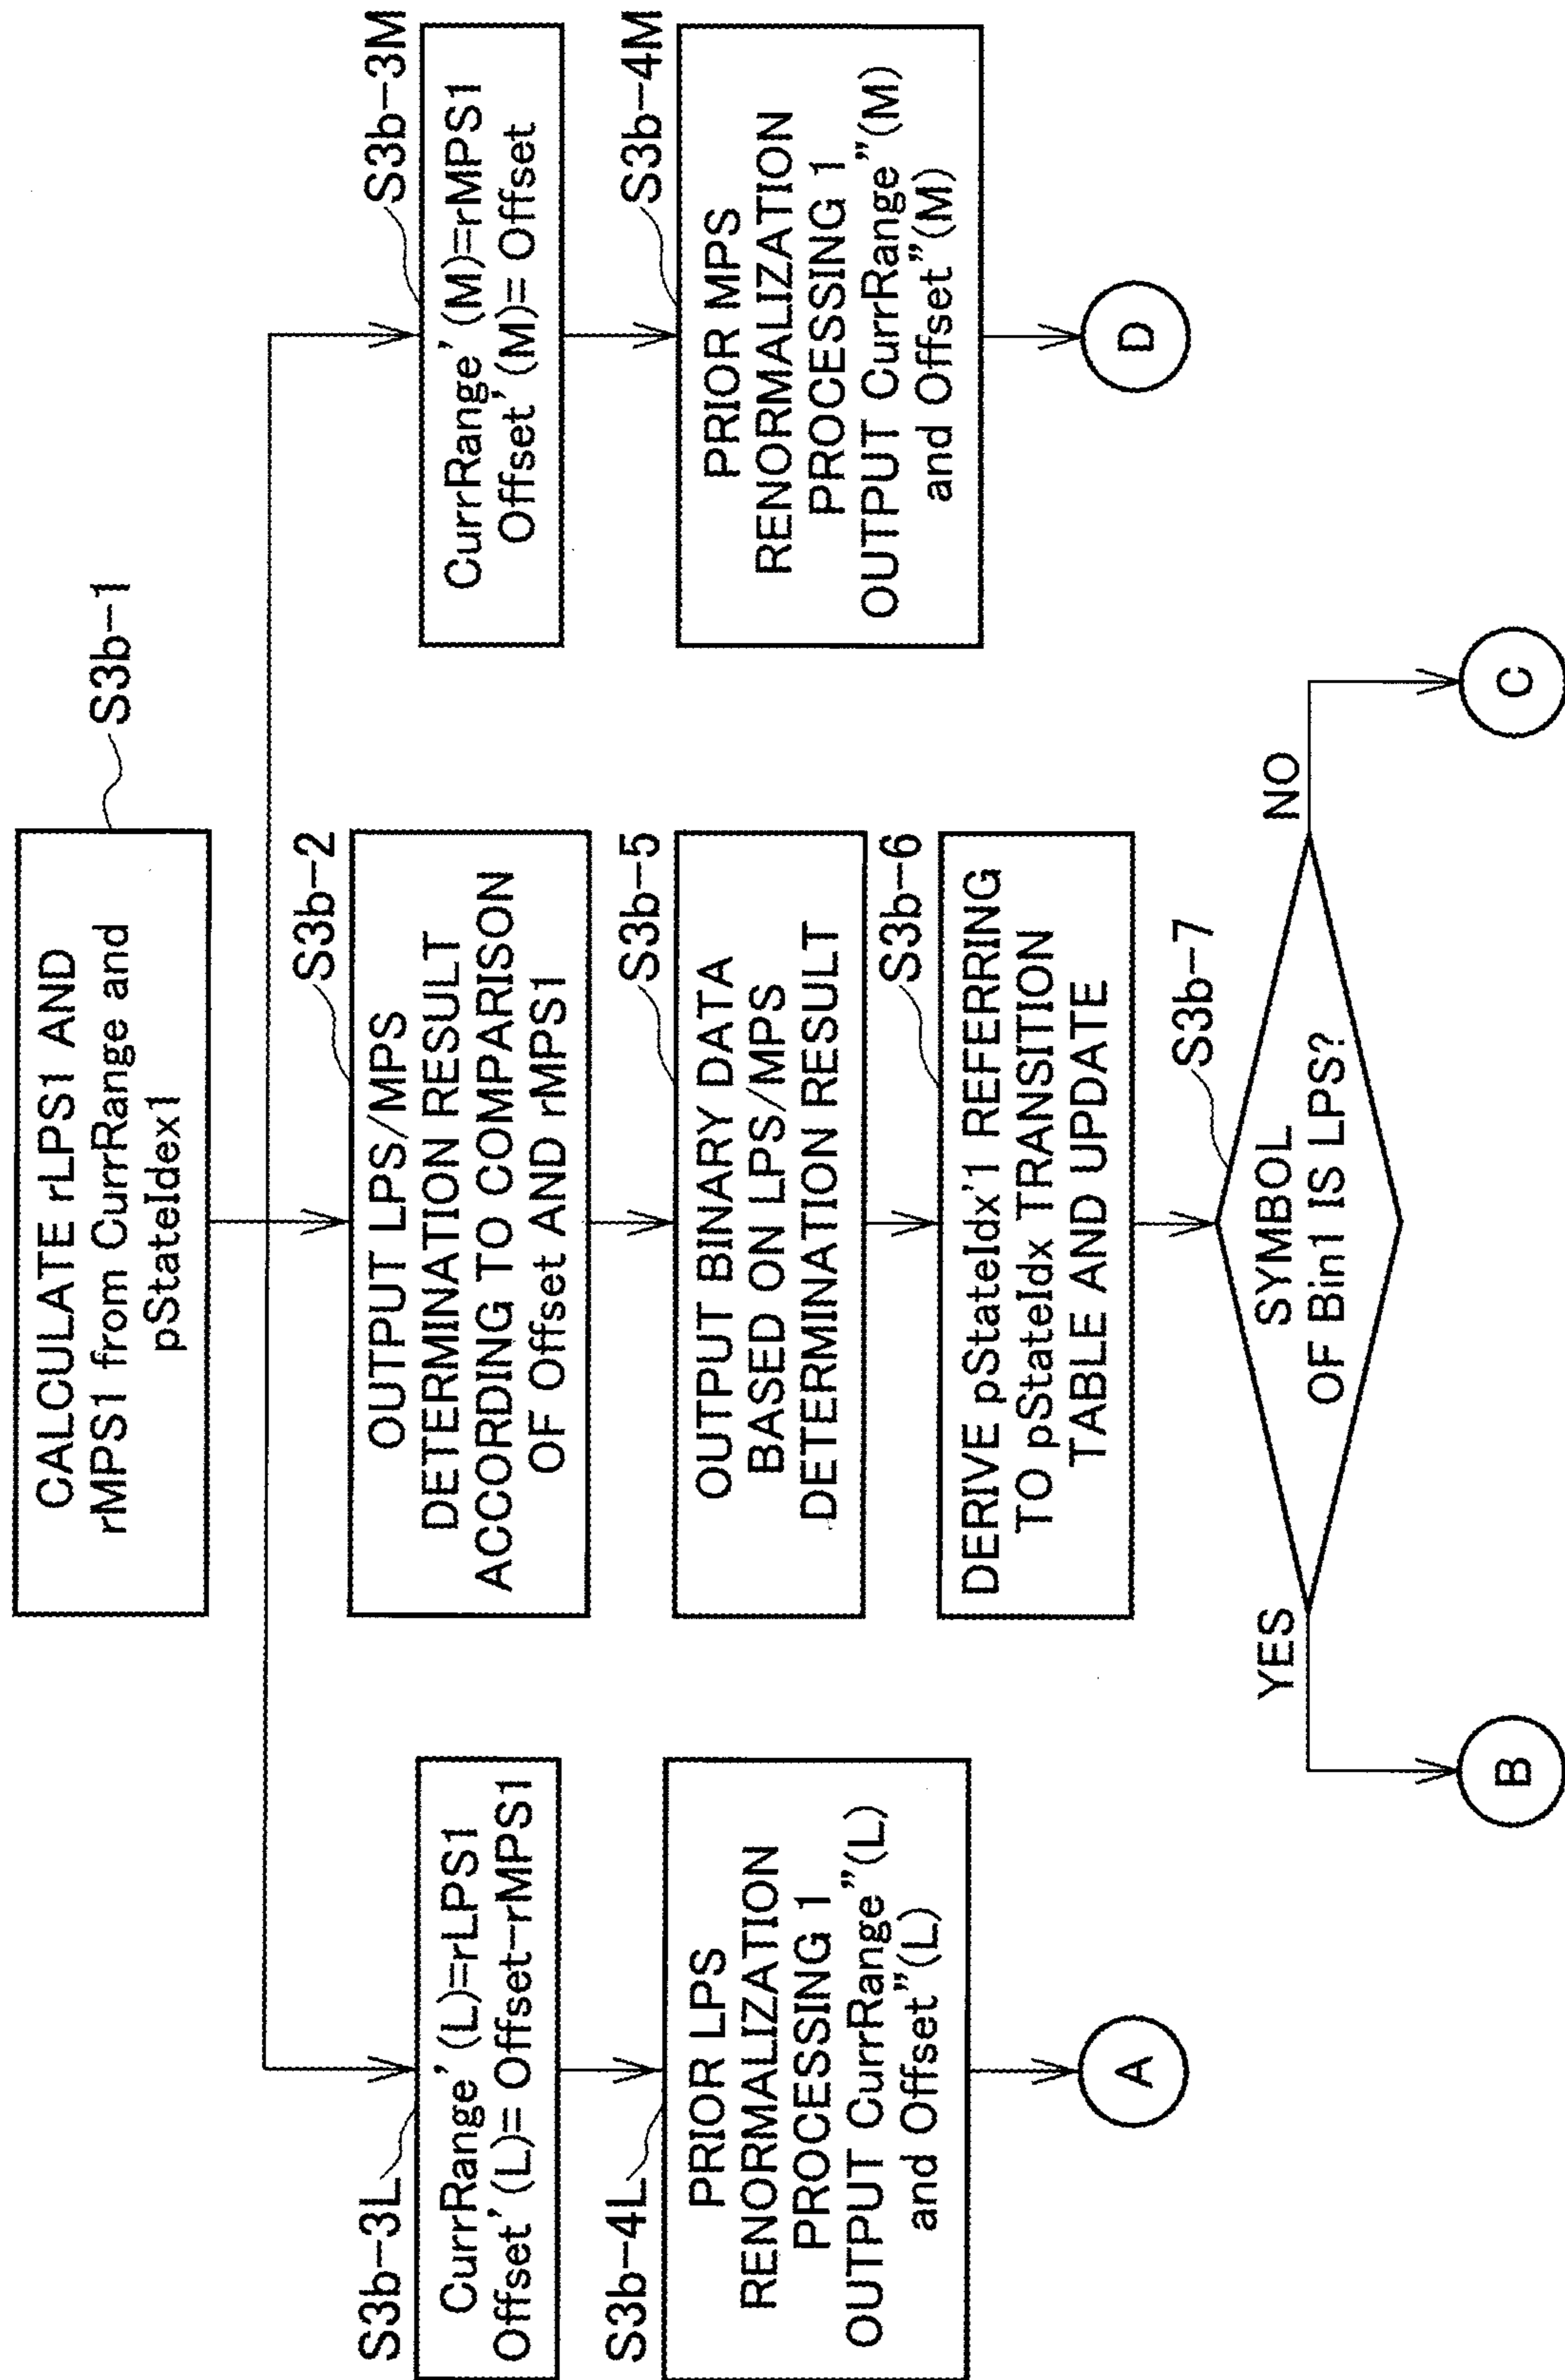 CALCULATE rLPS1 AND
rMPS1 from CurrRange and
pStateIdex1
S3b-1
S3b-3L
CurrRange'(L)=rLPS1
Offset'(L)= Offset-rMPS1
S3b-4L
PRIOR LPS
RENORMALIZATION
PROCESSING 1
OUTPUT CurrRange"(L)
and Offset"(L)
A
S3b-2
OUTPUT LPS/MPS
DETERMINATION RESULT
ACCORDING TO COMPARISON
OF Offset AND rMPS1
S3b-5
OUTPUT BINARY DATA
BASED ON LPS/MPS
DETERMINATION RESULT
S3b-6
DERIVE pStateIdx'1 REFERRING
TO pStateIdx TRANSITION
TABLE AND UPDATE
S3b-7
SYMBOL
OF Bin1 IS LPS?
YES
NO
B
C
S3b-3M
CurrRange'(M)=rMPS1
Offset'(M)= Offset
S3b-4M
PRIOR MPS
RENORMALIZATION
PROCESSING 1
OUTPUT CurrRange"(M)
and Offset"(M)
D